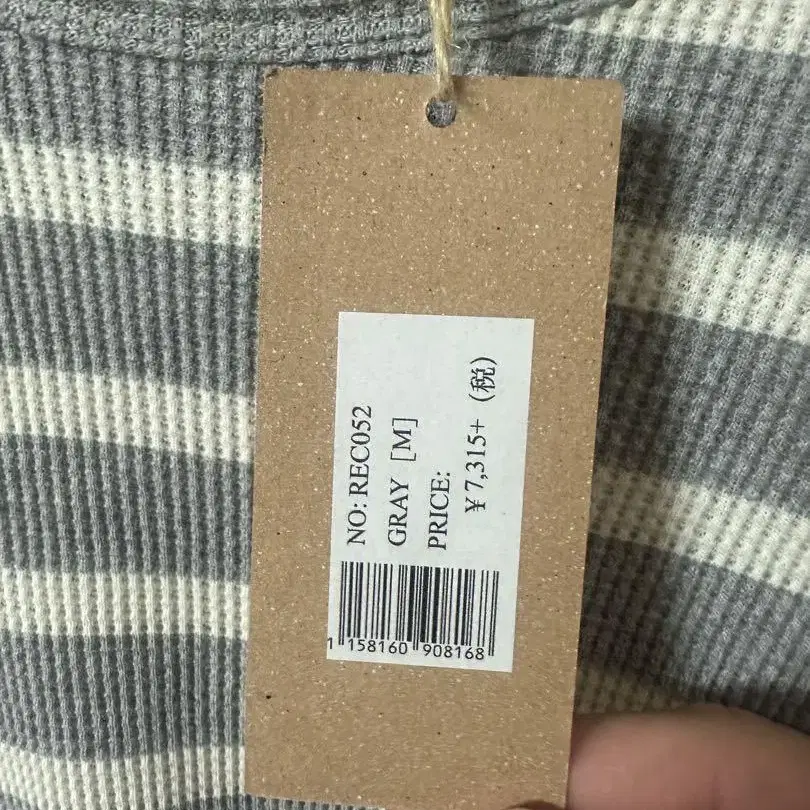 NO: REC052
GRAY [M]
PRICE:
¥7,315+ (税)
1 158160 908168